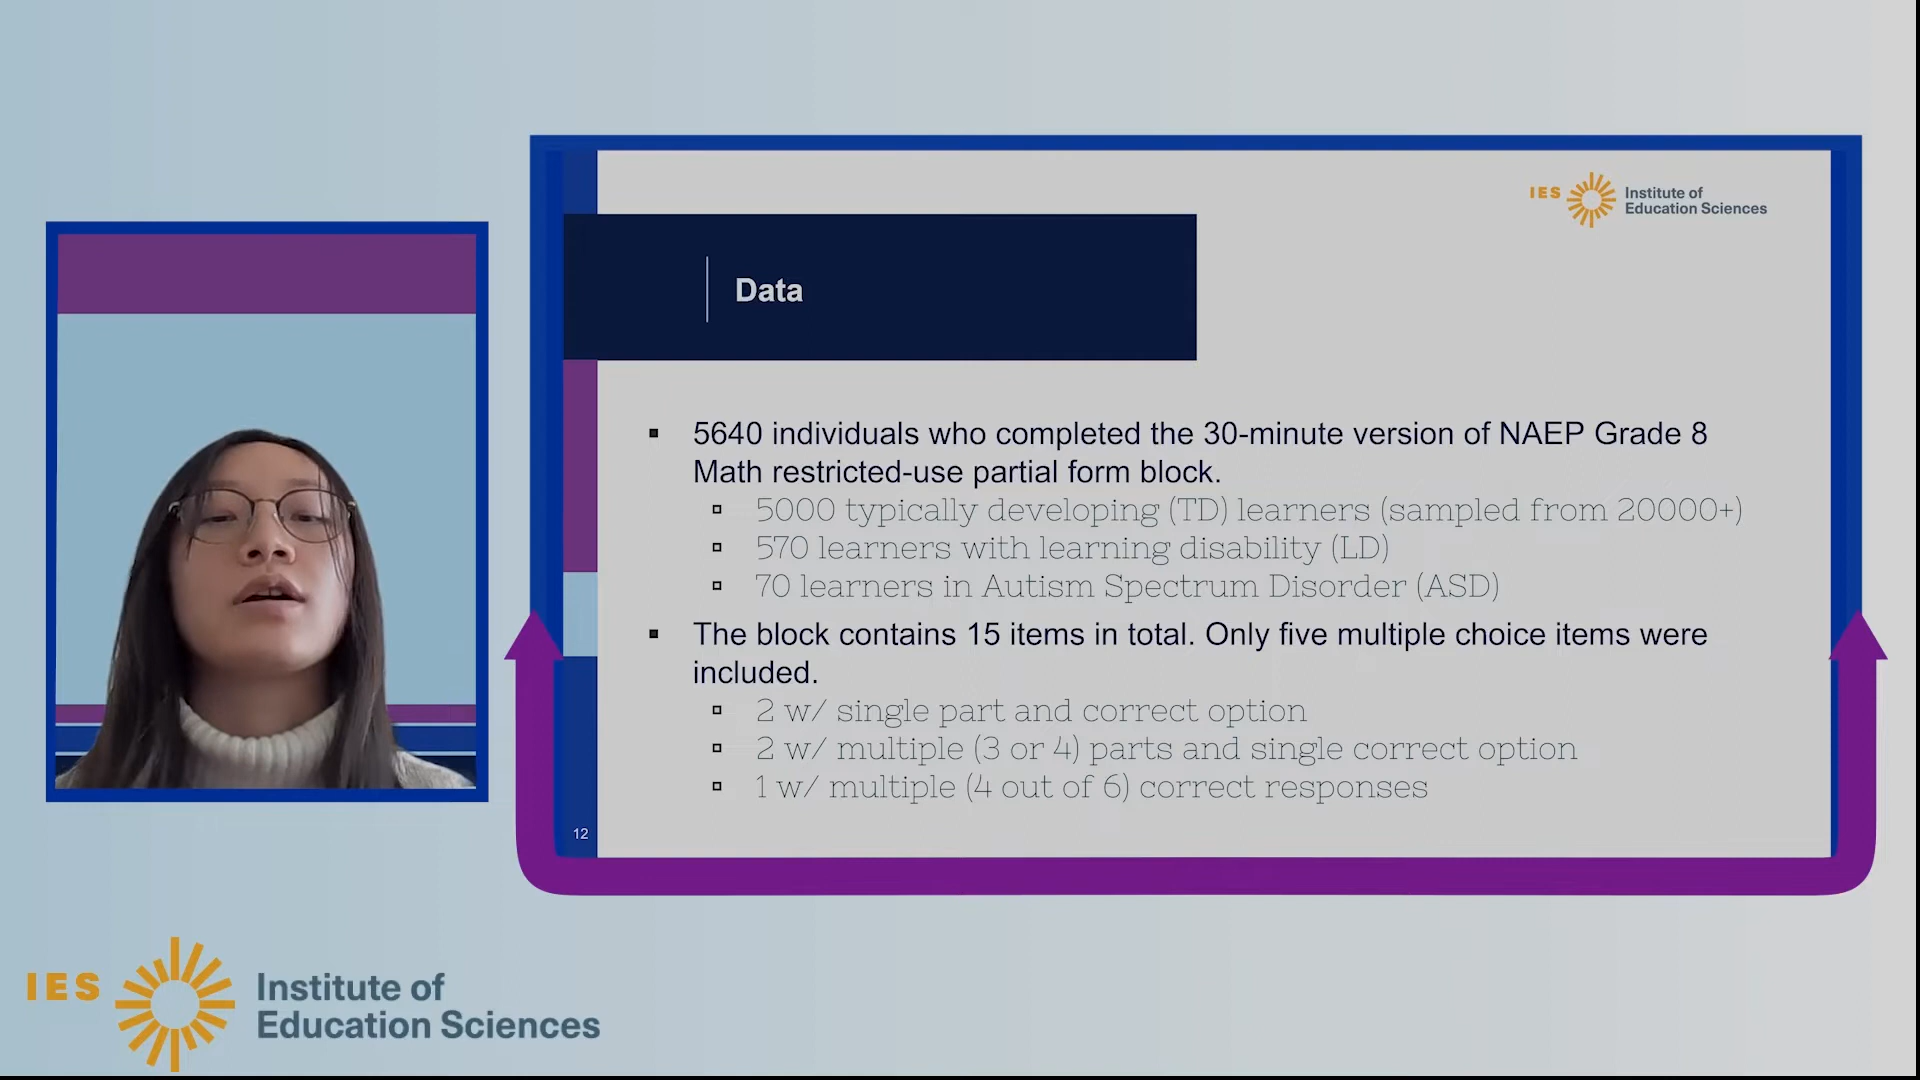 IES
Institute of
Education Sciences
Data
▪ 5640 individuals who completed the 30-minute version of NAEP Grade 8
Math restricted-use partial form block.
▫ 5000 typically developing (TD) learners (sampled from 20000+)
▫ 570 learners with learning disability (LD)
▫ 70 learners in Autism Spectrum Disorder (ASD)
▪ The block contains 15 items in total. Only five multiple choice items were
included.
▫ 2 w/ single part and correct option
▫ 2 w/ multiple (3 or 4) parts and single correct option
▫ 1 w/ multiple (4 out of 6) correct responses
12
IES
Institute of
Education Sciences